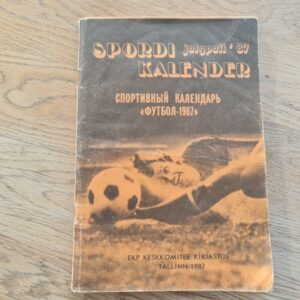 SPORDI jalgpall '87
KALENDER
СПОРТИВНЫЙ КАЛЕНДАРЬ
«ФУТБОЛ-1987»
EKP KESKKOMITEE KIRJASTUS
TALLINN 1987